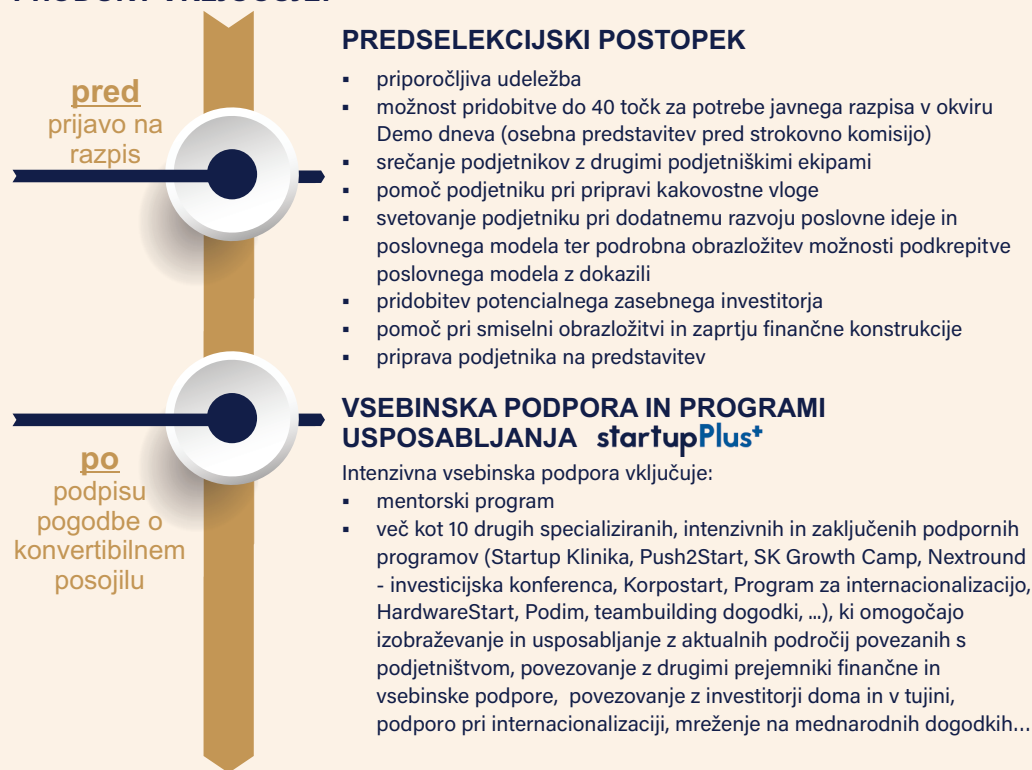 PREDSELEKCIJSKI POSTOPEK
pred
prijavo na
razpis
▪ priporočljiva udeležba
▪ možnost pridobitve do 40 točk za potrebe javnega razpisa v okviru
Demo dneva (osebna predstavitev pred strokovno komisijo)
▪ srečanje podjetnikov z drugimi podjetniškimi ekipami
▪ pomoč podjetniku pri pripravi kakovostne vloge
▪ svetovanje podjetniku pri dodatnemu razvoju poslovne ideje in
poslovnega modela ter podrobna obrazložitev možnosti podkrepitve
poslovnega modela z dokazili
▪ pridobitev potencialnega zasebnega investitorja
▪ pomoč pri smiselni obrazložitvi in zaprtju finančne konstrukcije
▪ priprava podjetnika na predstavitev
po
podpisu
pogodbe o
konvertibilnem
posojilu
VSEBINSKA PODPORA IN PROGRAMI
USPOSABLJANJA startupPlus+
Intenzivna vsebinska podpora vključuje:
▪ mentorski program
▪ več kot 10 drugih specializiranih, intenzivnih in zaključenih podpornih
programov (Startup Klinika, Push2Start, SK Growth Camp, Nextround
- investicijska konferenca, Korpostart, Program za internacionalizacijo,
HardwareStart, Podim, teambuilding dogodki, ...), ki omogočajo
izobraževanje in usposabljanje z aktualnih področij povezanih s
podjetništvom, povezovanje z drugimi prejemniki finančne in
vsebinske podpore, povezovanje z investitorji doma in v tujini,
podporo pri internacionalizaciji, mreženje na mednarodnih dogodkih...